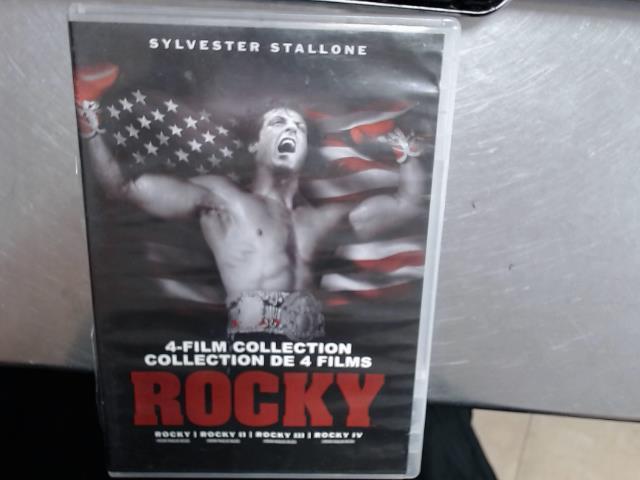 SYLVESTER STALLONE
4-FILM COLLECTION
COLLECTION DE 4 FILMS
ROCKY
ROCKY | ROCKY II | ROCKY III | ROCKY IV